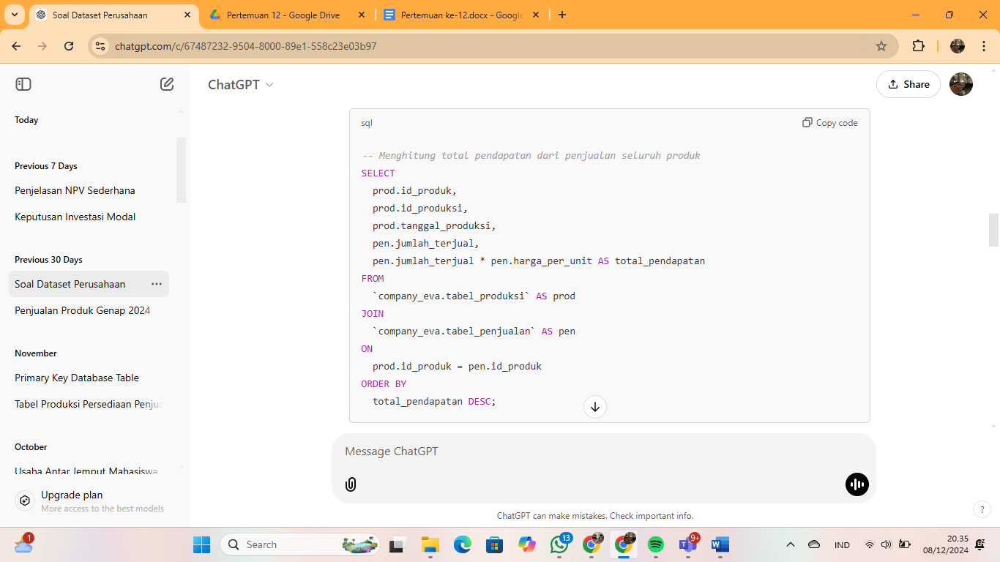 Soal Dataset Perusahaan
Pertemuan 12 - Google Drive
Pertemuan ke-12.docx - Google
chatgpt.com/c/67487232-9504-8000-89e1-558c23e03b97
ChatGPT
Share
Today
Previous 7 Days
Penjelasan NPV Sederhana
Keputusan Investasi Modal
Previous 30 Days
Soal Dataset Perusahaan
Penjualan Produk Genap 2024
November
Primary Key Database Table
Tabel Produksi Persediaan Penjua
October
Usaha Antar Jemput Mahasiswa
Upgrade plan
More access to the best models
sql
Copy code
-- Menghitung total pendapatan dari penjualan seluruh produk
SELECT
prod.id_produk,
prod.id_produksi,
prod.tanggal_produksi,
pen.jumlah_terjual,
pen.jumlah_terjual * pen.harga_per_unit AS total_pendapatan
FROM
`company_eva.tabel_produksi` AS prod
JOIN
`company_eva.tabel_penjualan` AS pen
ON
prod.id_produk = pen.id_produk
ORDER BY
total_pendapatan DESC;
Message ChatGPT
ChatGPT can make mistakes. Check important info.
?
1
Search
13
9+
IND
20.35
08/12/2024